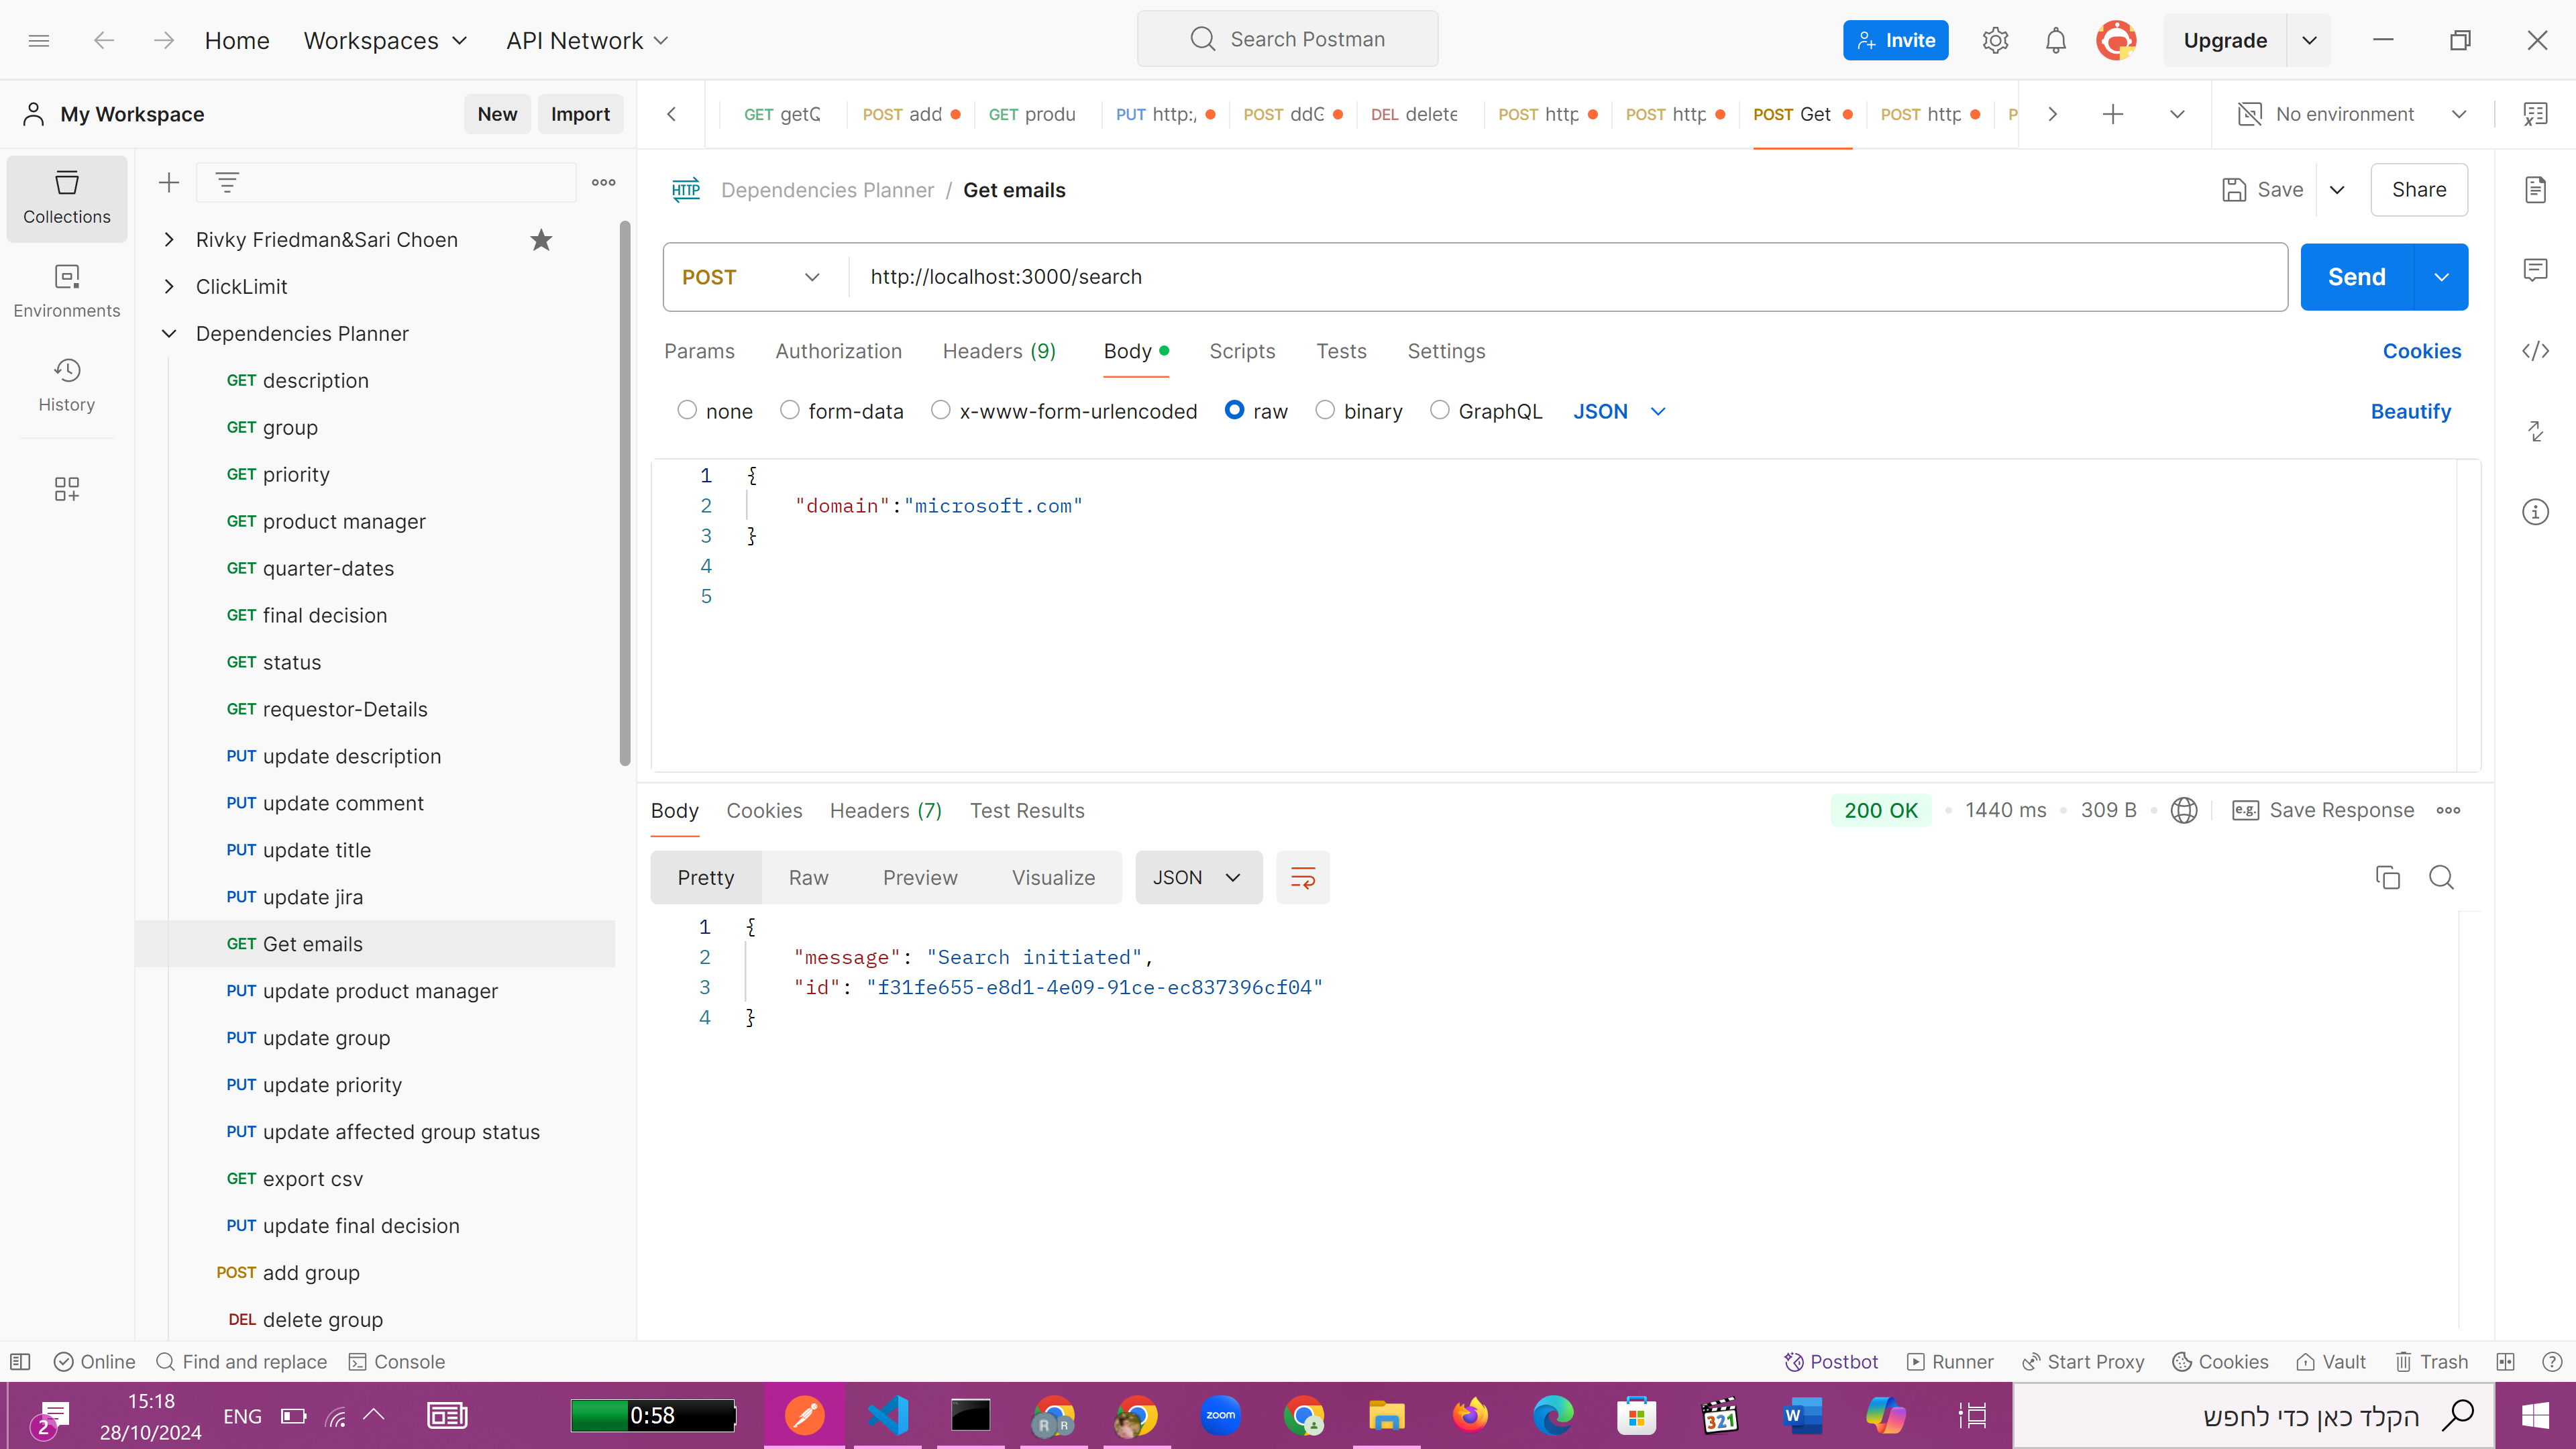 Home Workspaces API Network Search Postman Invite Upgrade
My Workspace New Import
GET getQ POST add GET produ PUT http:/ POST ddC DEL delete POST http POST http POST Get POST http No environment
Collections
Environments
History
Rivky Friedman&Sari Choen
ClickLimit
Dependencies Planner
GET description
GET group
GET priority
GET product manager
GET quarter-dates
GET final decision
GET status
GET requestor-Details
PUT update description
PUT update comment
PUT update title
PUT update jira
GET Get emails
PUT update product manager
PUT update group
PUT update priority
PUT update affected group status
GET export csv
PUT update final decision
POST add group
DEL delete group
HTTP Dependencies Planner / Get emails Save Share
POST http://localhost:3000/search Send
Params Authorization Headers (9) Body Scripts Tests Settings Cookies
none form-data x-www-form-urlencoded raw binary GraphQL JSON Beautify
1 {
2 "domain":"microsoft.com"
3 }
4
5
Body Cookies Headers (7) Test Results 200 OK 1440 ms 309 B e.g. Save Response
Pretty Raw Preview Visualize JSON
1 {
2 "message": "Search initiated",
3 "id": "f31fe655-e8d1-4e09-91ce-ec837396cf04"
4 }
Online Find and replace Console Postbot Runner Start Proxy Cookies Vault Trash
2 15:18 ENG 0:58 R R zoom 321 W הקלד כאן כדי לחפש
28/10/2024